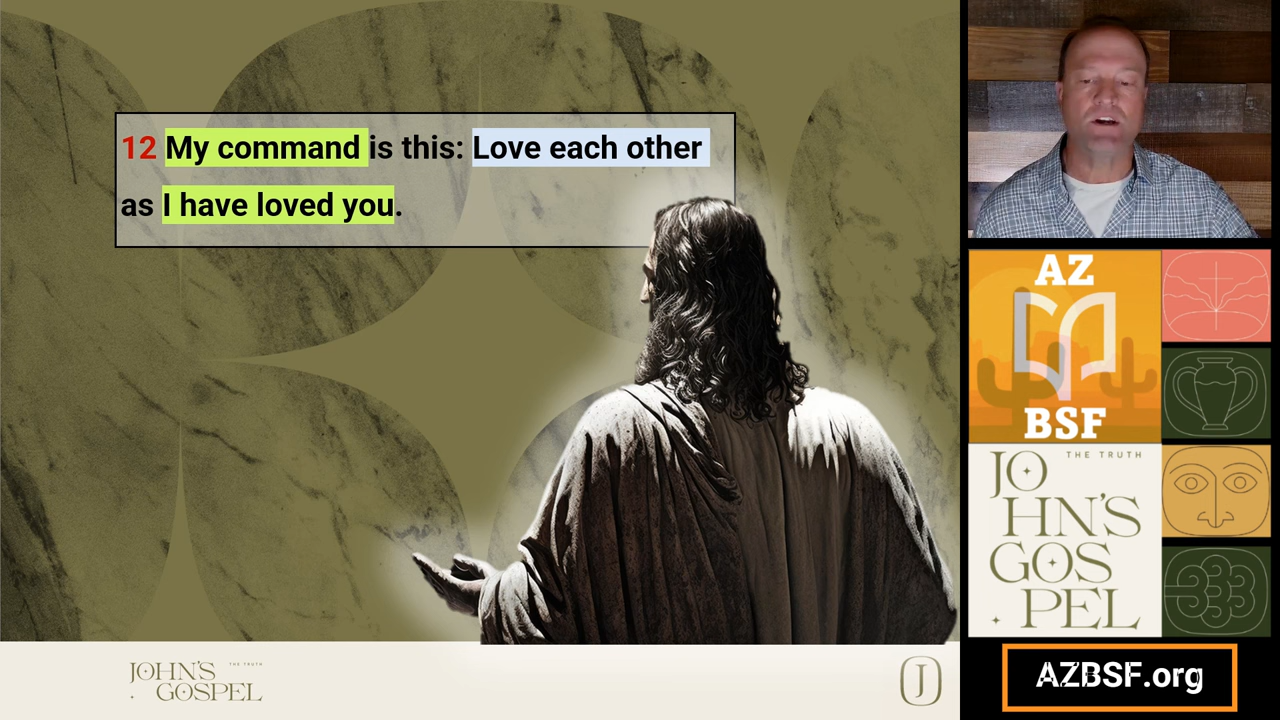 12 My command is this: Love each other
as I have loved you.
JOHN'S THE TRUTH
GOSPEL
J
AZ
BSF
JO THE TRUTH
HN'S
GOS
PEL
AZBSF.org